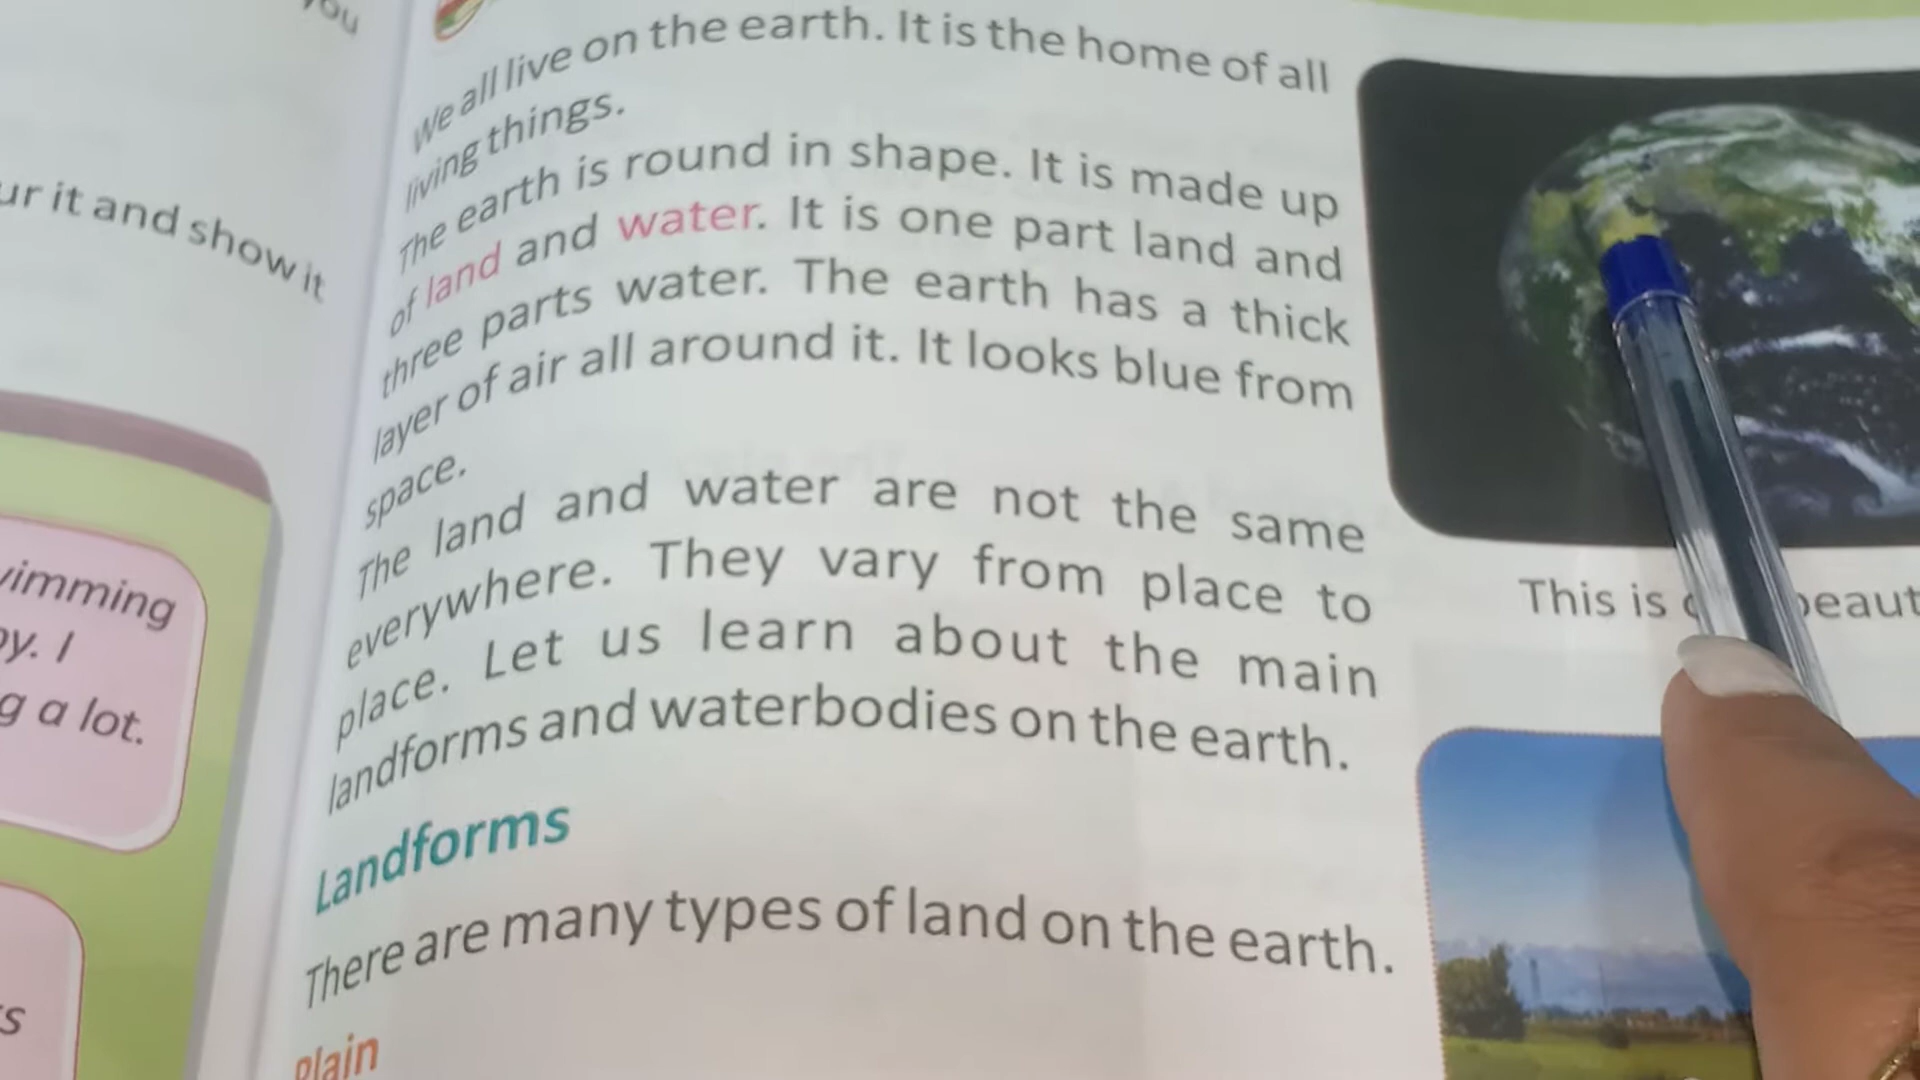 ur it and show it
imming
y. I
g a lot.
We all live on the earth. It is the home of all
living things.
The earth is round in shape. It is made up
of land and water. It is one part land and
three parts water. The earth has a thick
layer of air all around it. It looks blue from
space.
The land and water are not the same
everywhere. They vary from place to
place. Let us learn about the main
landforms and waterbodies on the earth.
Landforms
There are many types of land on the earth.
Plain
This is